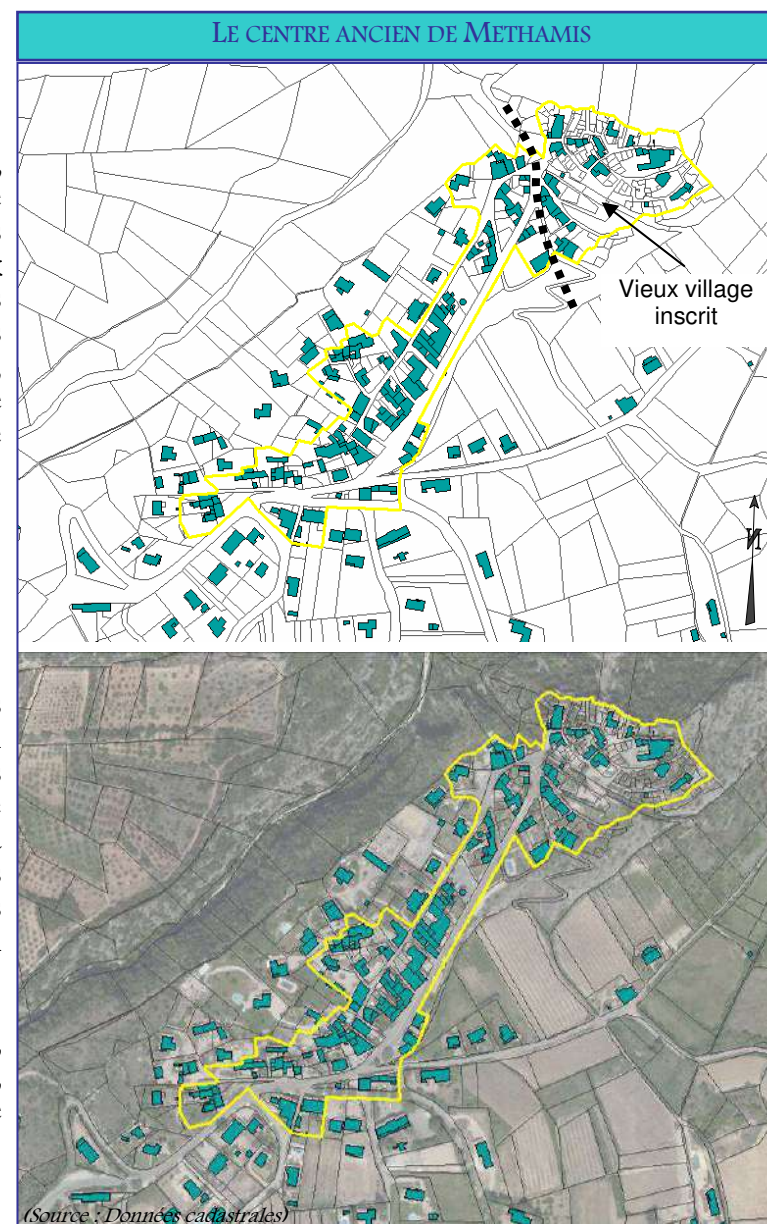 LE CENTRE ANCIEN DE METHAMIS
Vieux village
inscrit
N
(Source : Données cadastrales)